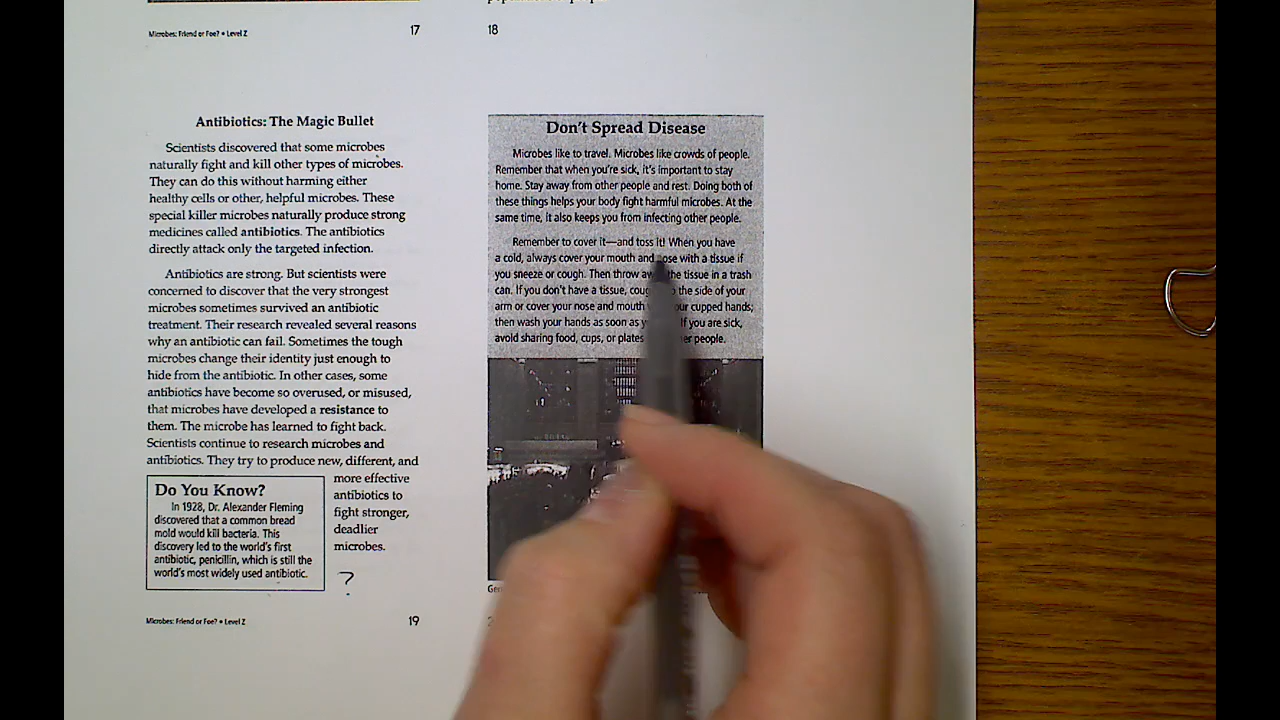 Microbes: Friend or Foe? • Level Z
17
18
Antibiotics: The Magic Bullet
Scientists discovered that some microbes
naturally fight and kill other types of microbes.
They can do this without harming either
healthy cells or other, helpful microbes. These
special killer microbes naturally produce strong
medicines called antibiotics. The antibiotics
directly attack only the targeted infection.
Antibiotics are strong. But scientists were
concerned to discover that the very strongest
microbes sometimes survived an antibiotic
treatment. Their research revealed several reasons
why an antibiotic can fail. Sometimes the tough
microbes change their identity just enough to
hide from the antibiotic. In other cases, some
antibiotics have become so overused, or misused,
that microbes have developed a resistance to
them. The microbe has learned to fight back.
Scientists continue to research microbes and
antibiotics. They try to produce new, different, and
more effective
antibiotics to
fight stronger,
deadlier
microbes.
?
Do You Know?
In 1928, Dr. Alexander Fleming
discovered that a common bread
mold would kill bacteria. This
discovery led to the world's first
antibiotic, penicillin, which is still the
world's most widely used antibiotic.
Microbes: Friend or Foe? • Level Z
19
Don't Spread Disease
Microbes like to travel. Microbes like crowds of people.
Remember that when you're sick, it's important to stay
home. Stay away from other people and rest. Doing both of
these things helps your body fight harmful microbes. At the
same time, it also keeps you from infecting other people.
Remember to cover it—and toss it! When you have
a cold, always cover your mouth and nose with a tissue if
you sneeze or cough. Then throw the tissue in a trash
can. If you don't have a tissue, the side of your
arm or cover your nose and mouth cupped hands;
then wash your hands as soon as If you are sick,
avoid sharing food, cups, or plates people.